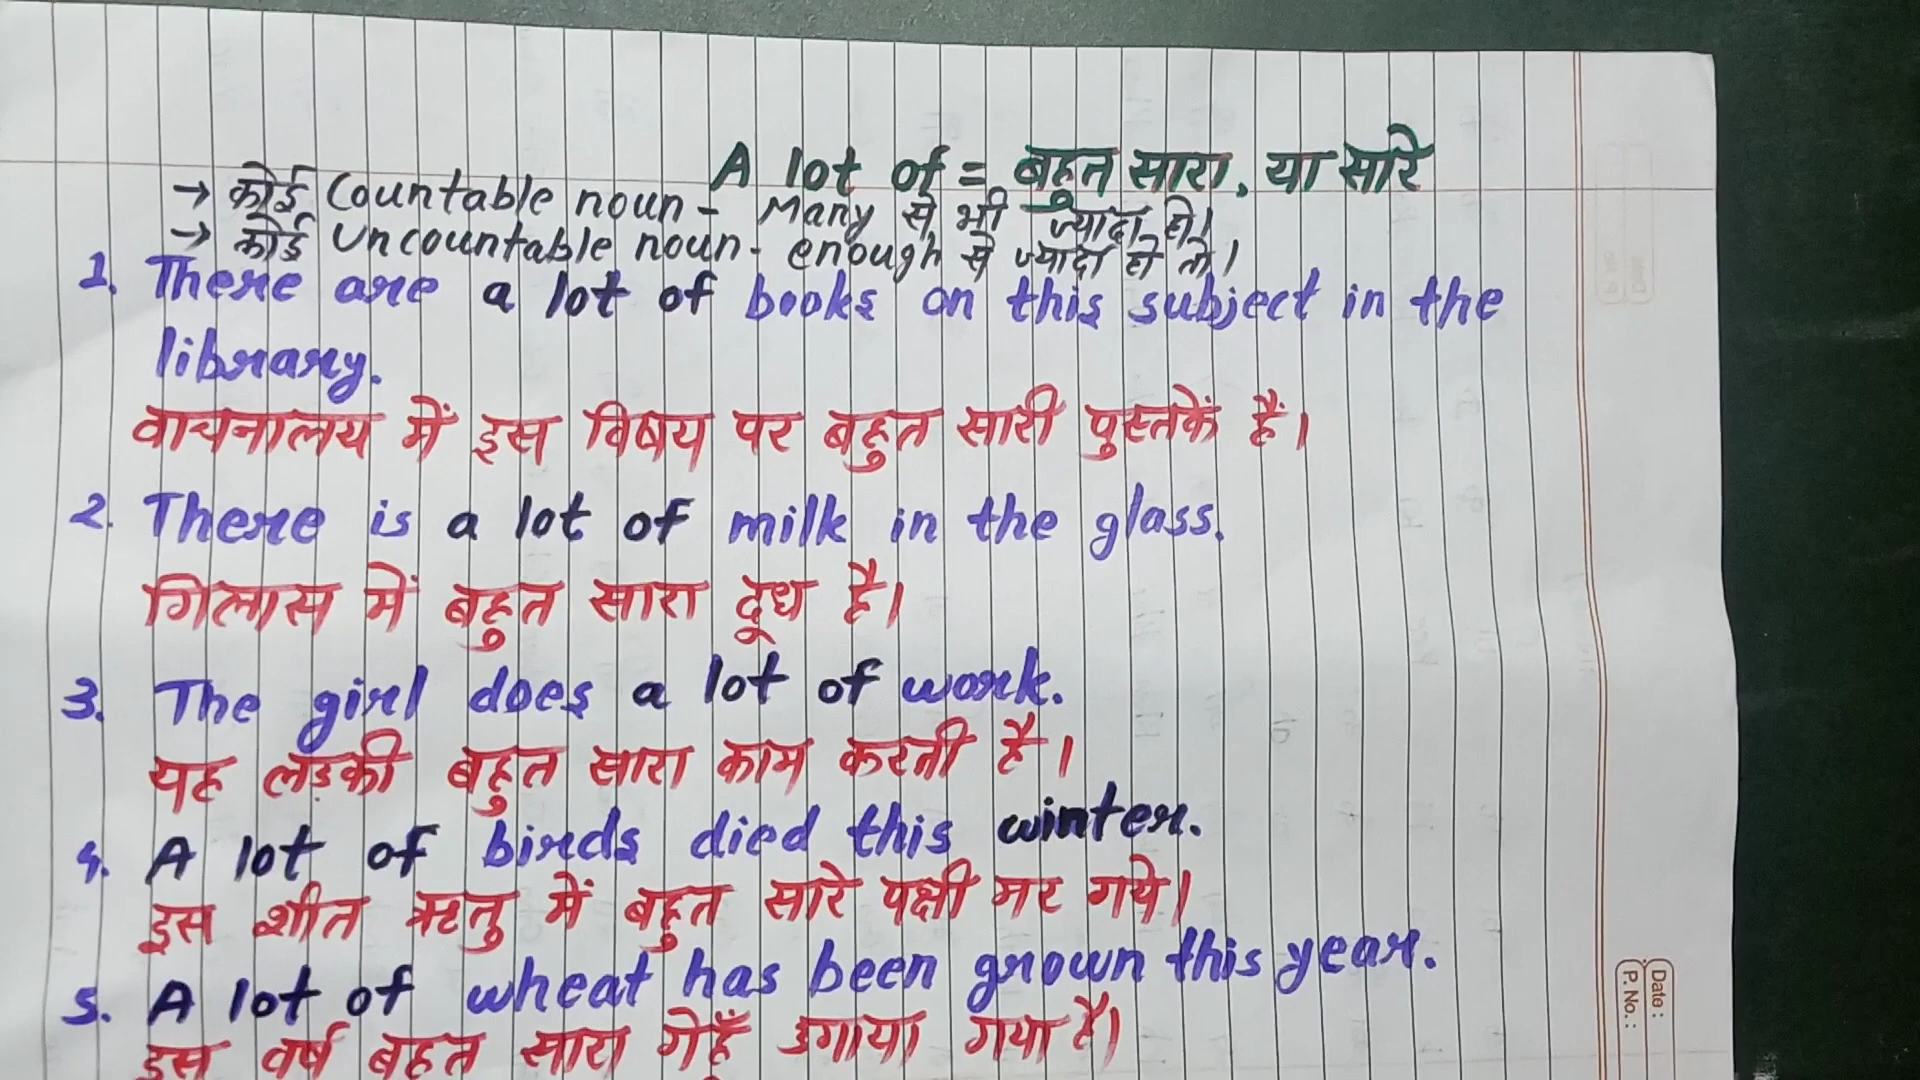 A lot of = बहुत सारा, या सारे
→ कोई Countable noun - Many से भी ज्यादा हो।
→ कोई Uncountable noun - enough से ज्यादा हो तो।
1. There are a lot of books on this subject in the
library.
वाचनालय में इस विषय पर बहुत सारी पुस्तकें हैं।
2. There is a lot of milk in the glass.
गिलास में बहुत सारा दूध है।
3. The girl does a lot of work.
यह लड़की बहुत सारा काम करती है।
4. A lot of birds died this winter.
इस शीत ऋतु में बहुत सारे पक्षी मर गये।
5. A lot of wheat has been grown this year.
इस वर्ष बहुत सारा गेहूँ उगाया गया है।
Date :
P. No. :